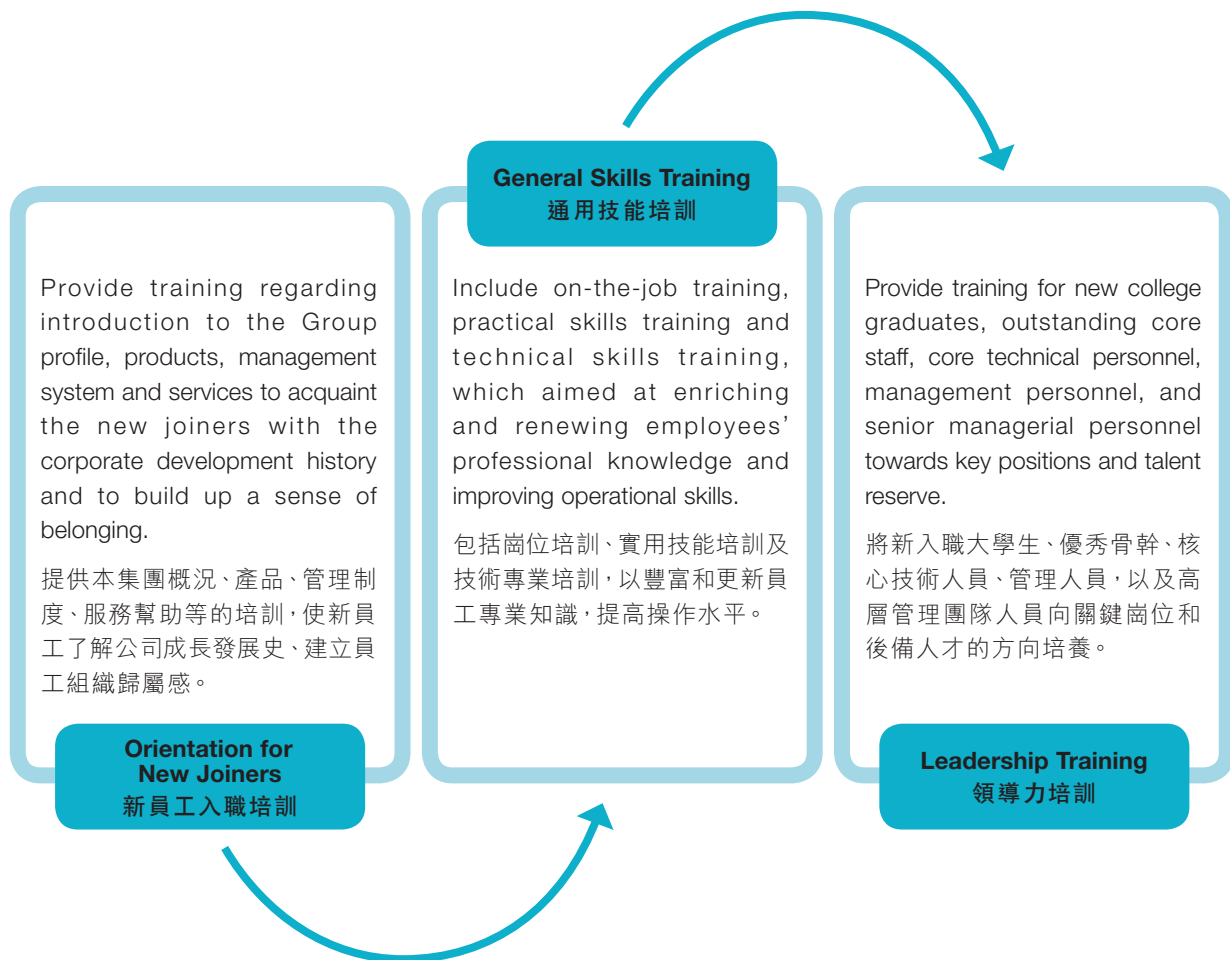 Provide training regarding
introduction to the Group
profile, products, management
system and services to acquaint
the new joiners with the
corporate development history
and to build up a sense of
belonging.
提供本集團概況、產品、管理制
度、服務幫助等的培訓，使新員
工了解公司成長發展史、建立員
工組織歸屬感。
Orientation for
New Joiners
新員工入職培訓
General Skills Training
通用技能培訓
Include on-the-job training,
practical skills training and
technical skills training,
which aimed at enriching
and renewing employees’
professional knowledge and
improving operational skills.
包括崗位培訓、實用技能培訓及
技術專業培訓，以豐富和更新員
工專業知識，提高操作水平。
Provide training for new college
graduates, outstanding core
staff, core technical personnel,
management personnel, and
senior managerial personnel
towards key positions and talent
reserve.
將新入職大學生、優秀骨幹、核
心技術人員、管理人員，以及高
層管理團隊人員向關鍵崗位和
後備人才的方向培養。
Leadership Training
領導力培訓